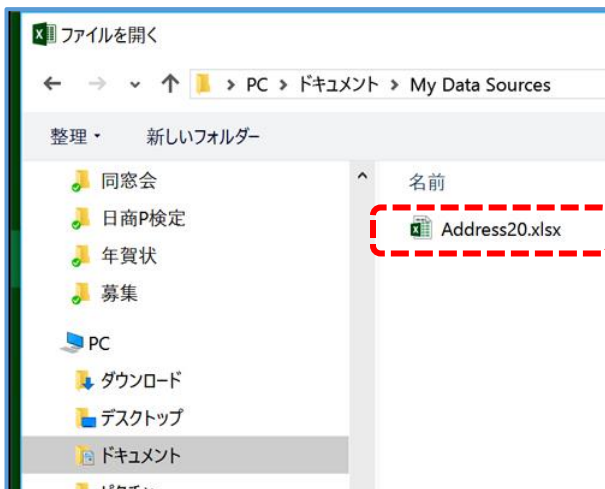 ファイルを開く
PC > ドキュメント > My Data Sources
整理 新しいフォルダー
同窓会
日商P検定
年賀状
募集
PC
ダウンロード
デスクトップ
ドキュメント
名前
Address20.xlsx